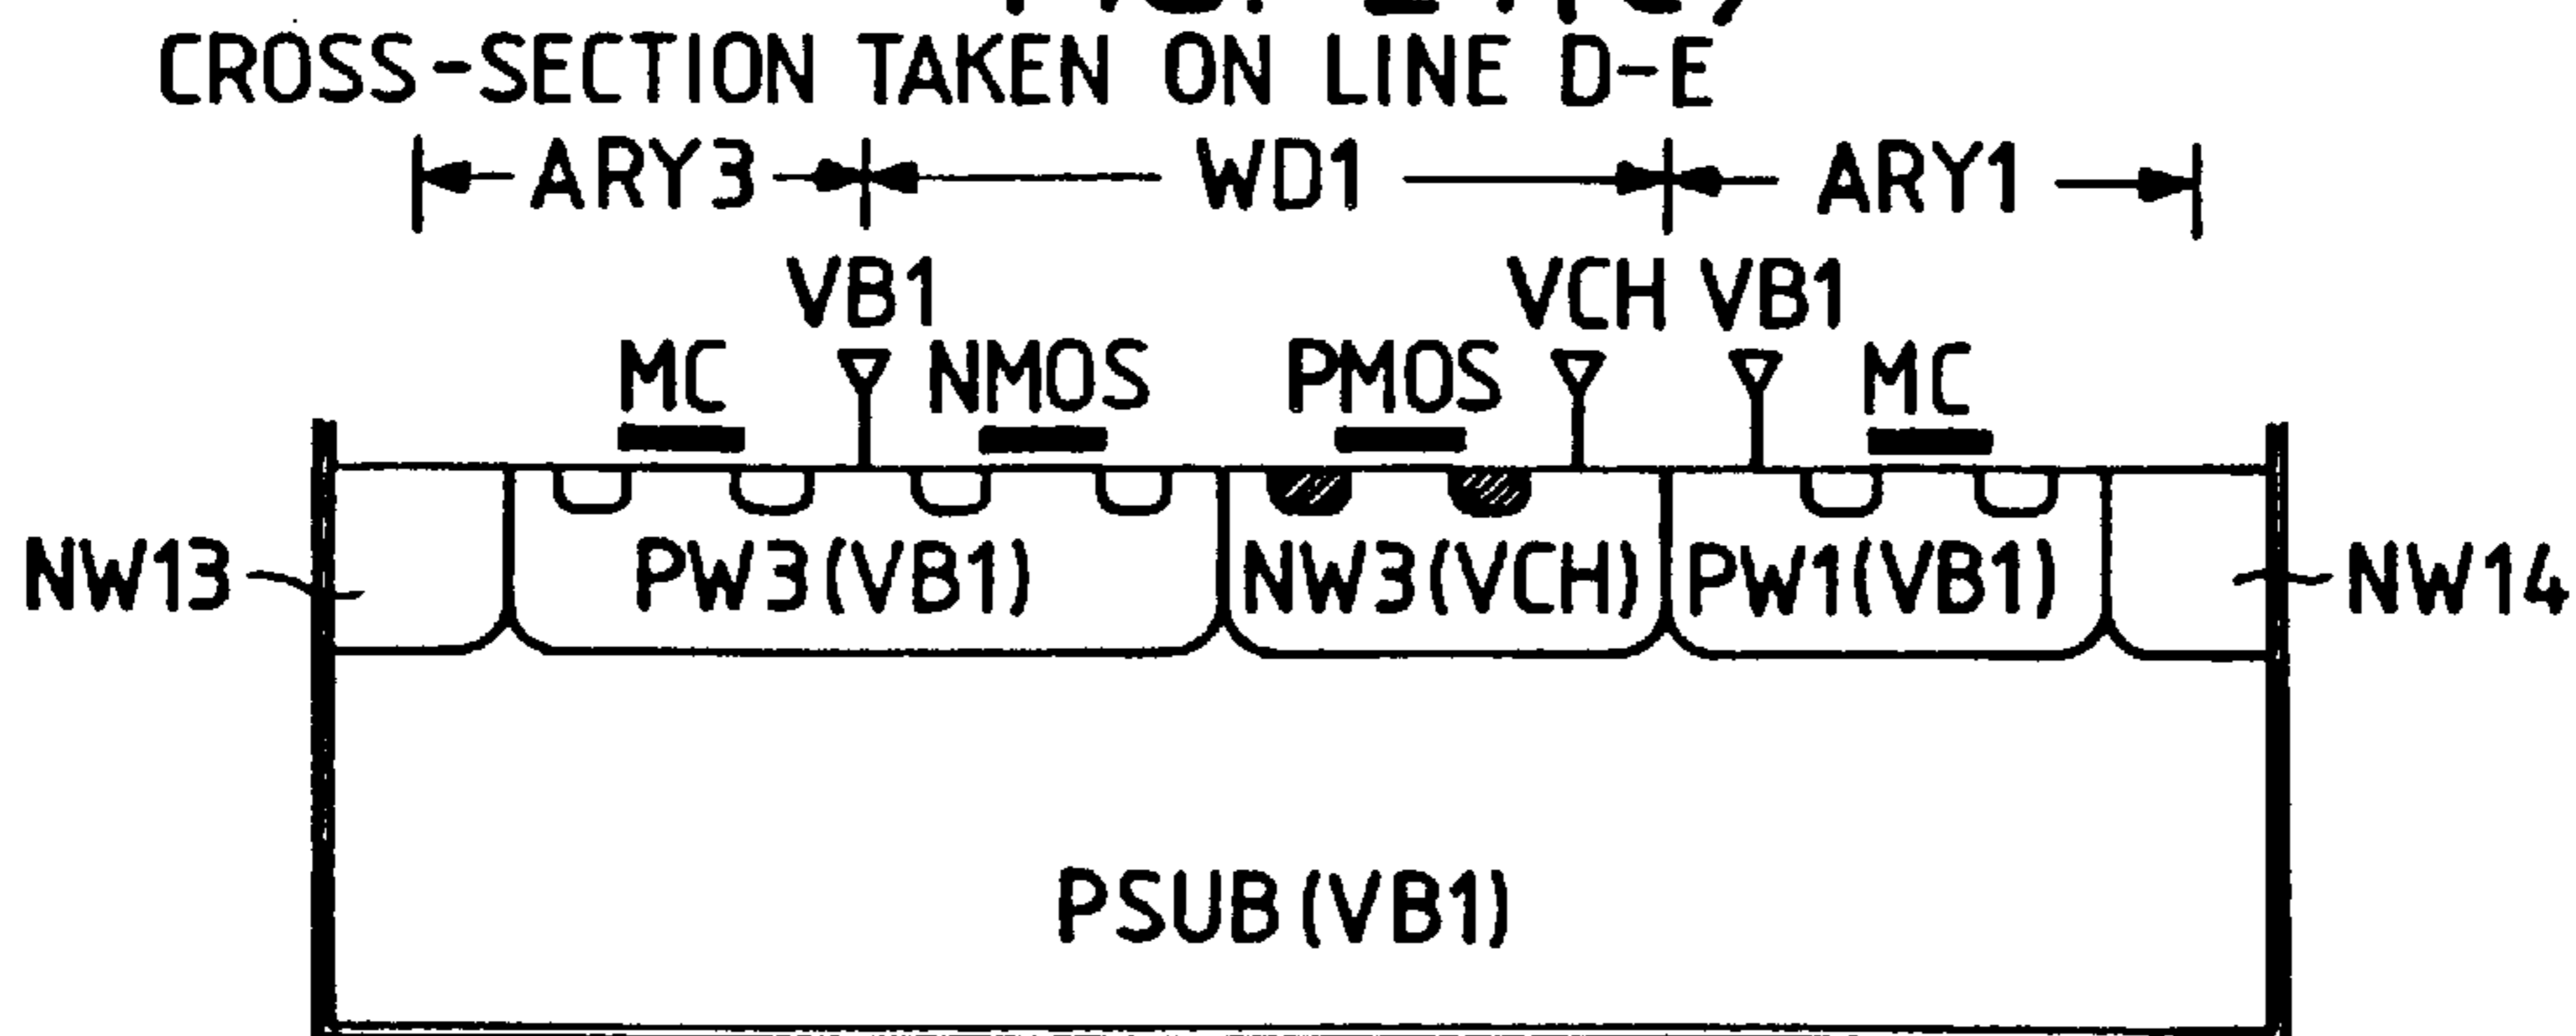 CROSS-SECTION TAKEN ON LINE D-E
ARY3 WD1 ARY1
VB1 VCH VB1
MC NMOS PMOS MC
NW13 PW3(VB1) NW3(VCH) PW1(VB1) NW14
PSUB(VB1)